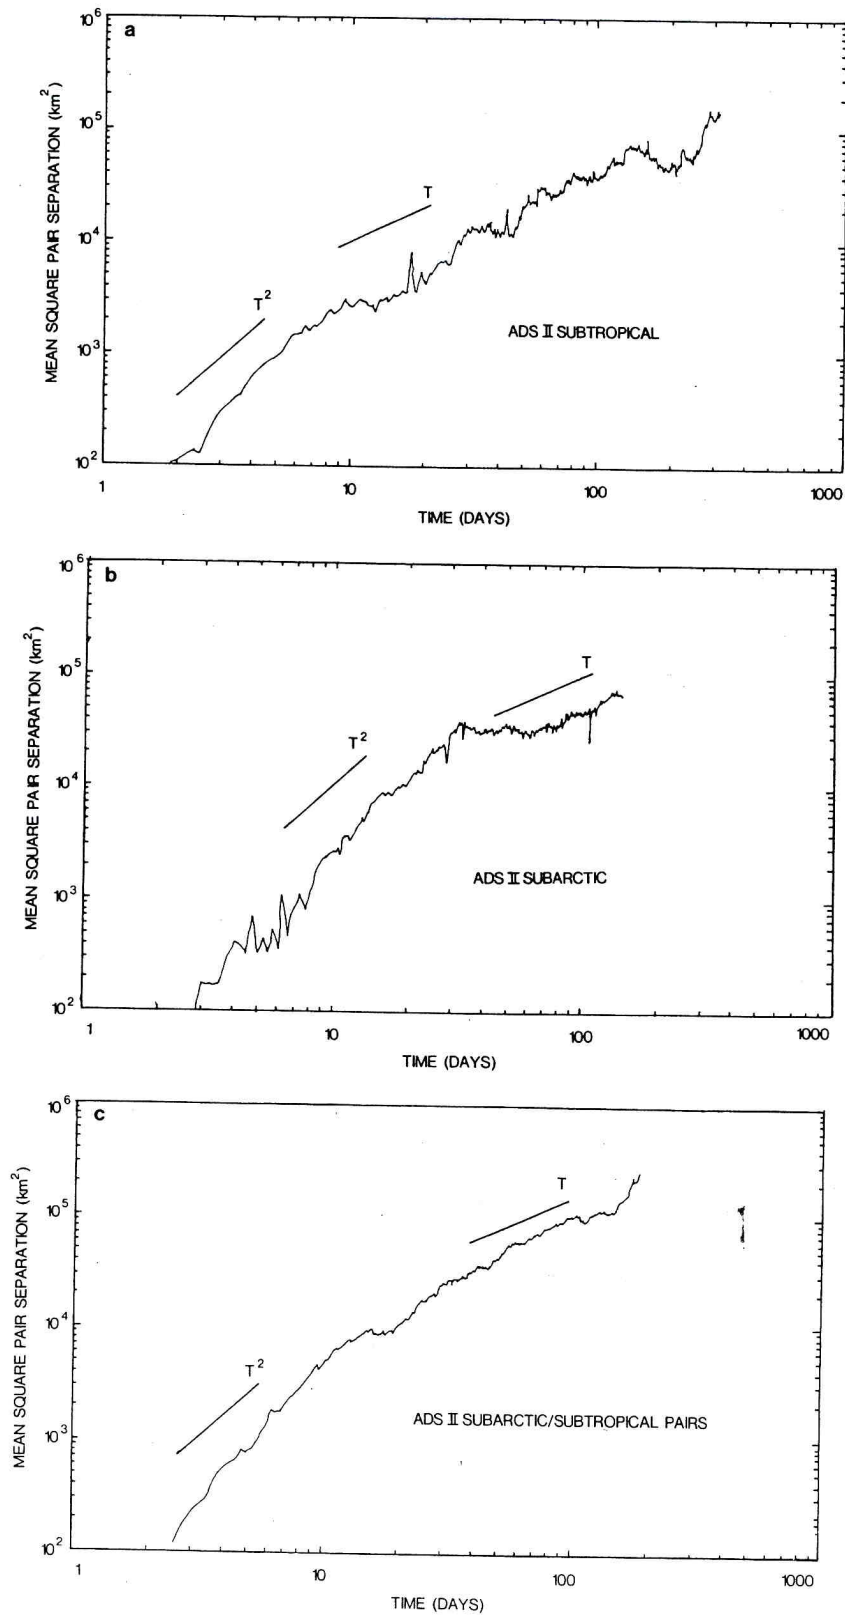 a
10⁶
10⁵
10⁴
10³
10²
MEAN SQUARE PAIR SEPARATION (km²)
T
T²
ADS II SUBTROPICAL
1
10
100
1000
TIME (DAYS)
b
10⁶
10⁵
10⁴
10³
10²
MEAN SQUARE PAIR SEPARATION (km²)
T
T²
ADS II SUBARCTIC
1
10
100
1000
TIME (DAYS)
c
10⁶
10⁵
10⁴
10³
10²
MEAN SQUARE PAIR SEPARATION (km²)
T
T²
ADS II SUBARCTIC/SUBTROPICAL PAIRS
1
10
100
1000
TIME (DAYS)